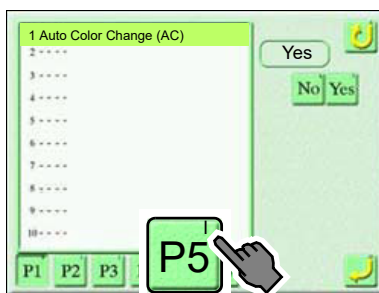 1 Auto Color Change (AC)
2 - - - -
3 - - - -
4 - - - -
5 - - - -
6 - - - -
7 - - - -
8 - - - -
9 - - - -
10 - - - -
Yes
No Yes
P1 P2 P3
P5